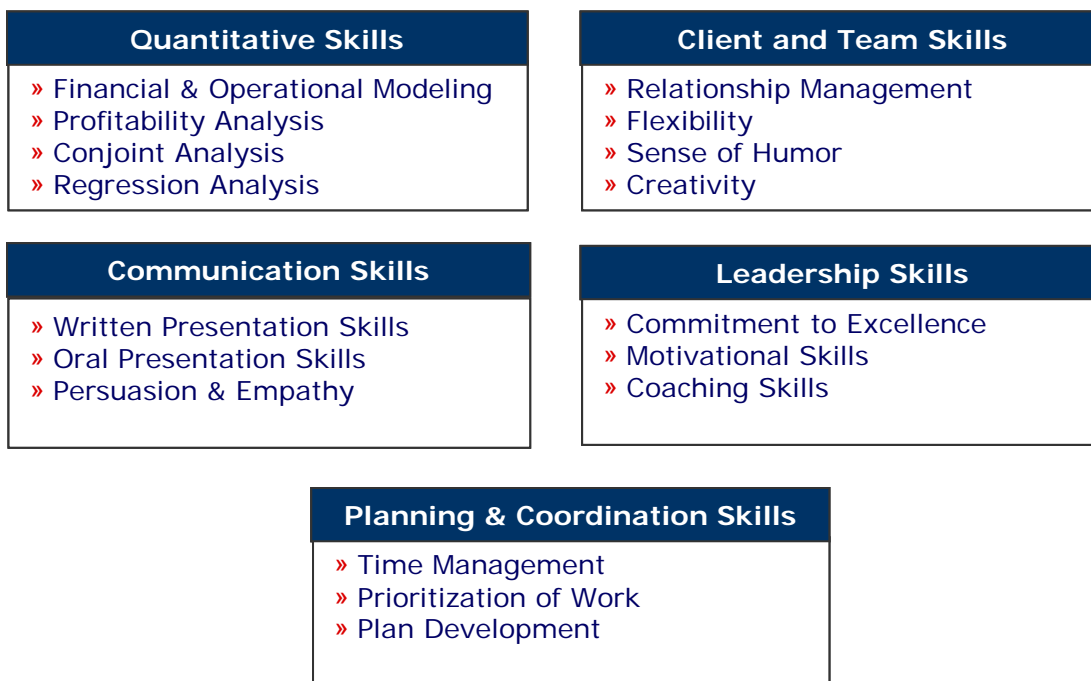 Quantitative Skills
» Financial & Operational Modeling
» Profitability Analysis
» Conjoint Analysis
» Regression Analysis
Client and Team Skills
» Relationship Management
» Flexibility
» Sense of Humor
» Creativity
Communication Skills
» Written Presentation Skills
» Oral Presentation Skills
» Persuasion & Empathy
Leadership Skills
» Commitment to Excellence
» Motivational Skills
» Coaching Skills
Planning & Coordination Skills
» Time Management
» Prioritization of Work
» Plan Development